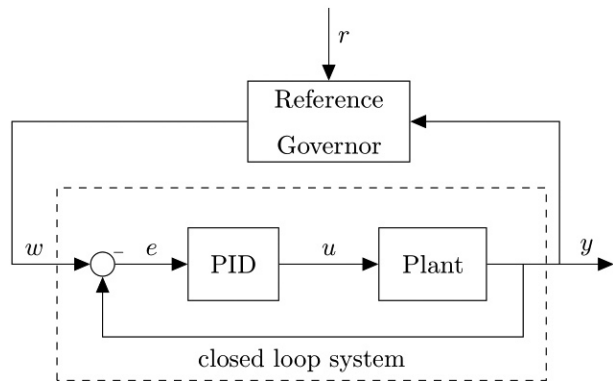 r
Reference
Governor
w
−
e
PID
u
Plant
y
closed loop system